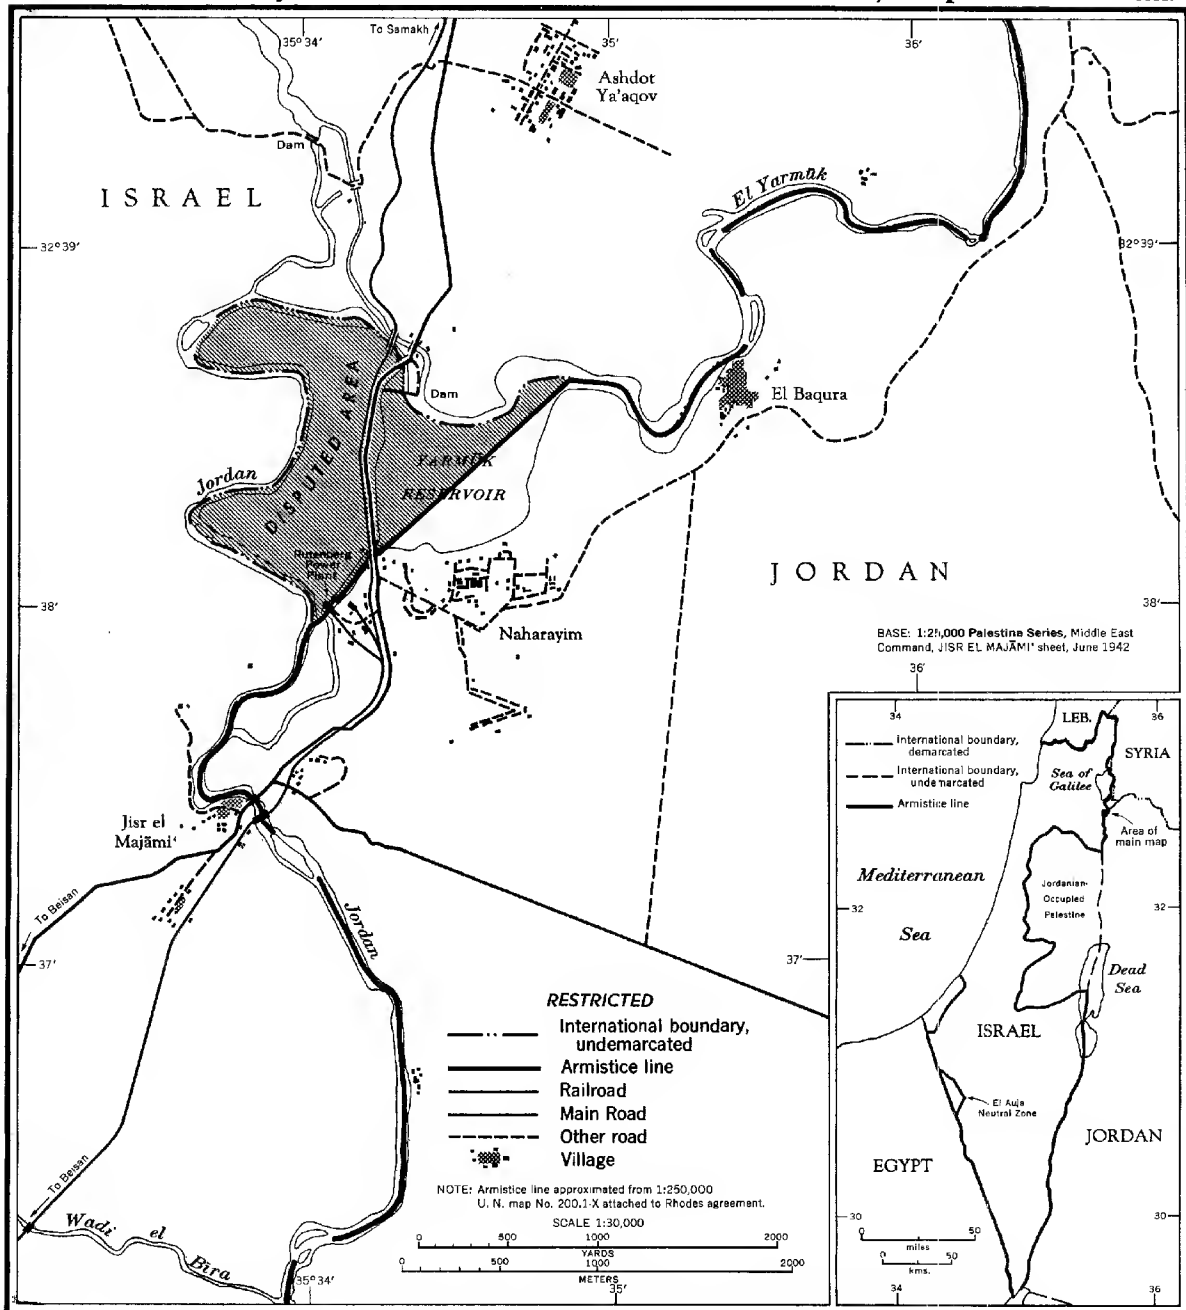 35° 34'
To Samakh
35'
36'
Ashdot
Ya'aqov
Dam
ISRAEL
El Yarmūk
32° 39'
32° 39'
DISPUTED AREA
Dam
El Baqura
Jordan
YARMŪK
RESERVOIR
Rutenberg
Power
Plant
JORDAN
38'
Naharayim
38'
BASE: 1:25,000 Palestine Series, Middle East
Command, JISR EL MAJĀMI' sheet, June 1942
36'
Jisr el
Majāmi'
To Beisan
Jordan
37'
37'
RESTRICTED
International boundary,
undemarcated
Armistice line
Railroad
Main Road
Other road
Village
NOTE: Armistice line approximated from 1:250,000
U. N. map No. 200.1-X attached to Rhodes agreement.
SCALE 1:30,000
0 500 1000 2000
YARDS
0 500 1000 2000
METERS
To Beisan
Wadi el Bira
35° 34'
35'
34
36
LEB.
International boundary,
demarcated
SYRIA
International boundary,
undemarcated
Sea of
Galilee
Armistice line
Area of
main map
Mediterranean
Sea
Jordanian-
Occupied
Palestine
32
32
Dead
Sea
ISRAEL
El Auja
Neutral Zone
JORDAN
EGYPT
30
30
0 50
miles
0 50
kms.
34
36